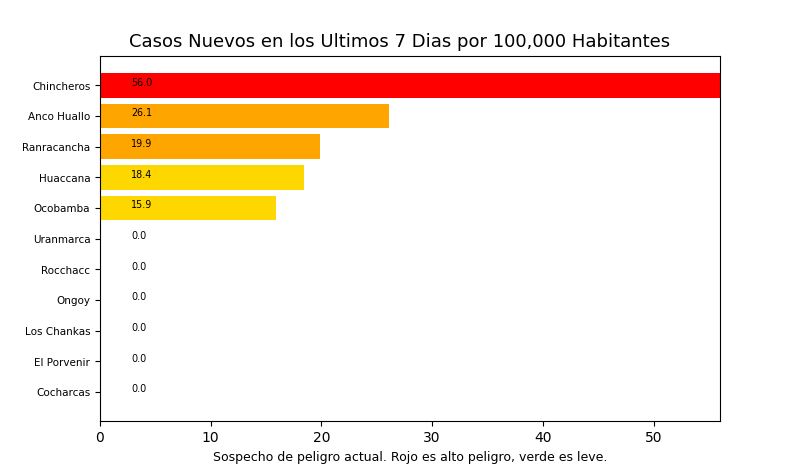 Casos Nuevos en los Ultimos 7 Dias por 100,000 Habitantes
Chincheros 56.0
Anco Huallo 26.1
Ranracancha 19.9
Huaccana 18.4
Ocobamba 15.9
Uranmarca 0.0
Rocchacc 0.0
Ongoy 0.0
Los Chankas 0.0
El Porvenir 0.0
Cocharcas 0.0
0 10 20 30 40 50
Sospecho de peligro actual. Rojo es alto peligro, verde es leve.